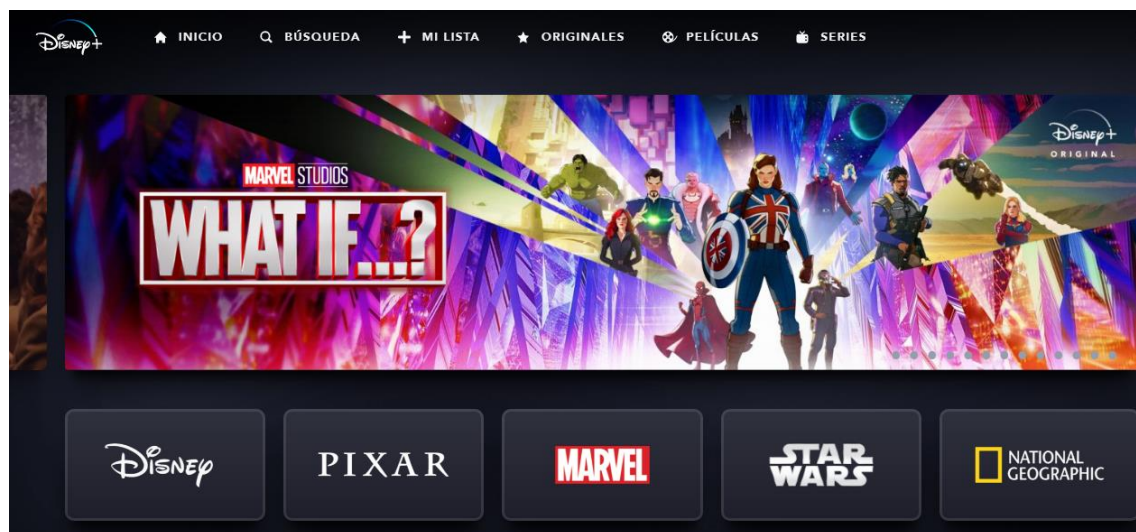 Disney+
INICIO
BÚSQUEDA
MI LISTA
ORIGINALES
PELÍCULAS
SERIES
Disney+
ORIGINAL
MARVEL STUDIOS
WHAT IF...?
Disney
PIXAR
MARVEL
STAR
WARS
NATIONAL
GEOGRAPHIC